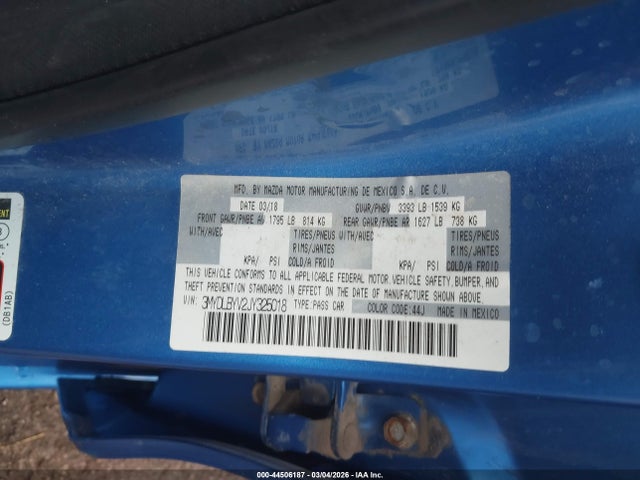 MFD. BY MAZDA MOTOR MANUFACTURING DE MEXICO S.A. DE C.V.
DATE 03/18 GVWR/PNBV 3393 LB 1539 KG
FRONT GAWR/PNBE AV 1795 LB 814 KG REAR GAWR/PNBE AR 1627 LB 738 KG
WITH/AVEC TIRES/PNEUS WITH/AVEC TIRES/PNEUS
RIMS/JANTES RIMS/JANTES
KPA/ PSI COLD/A FROID KPA/ PSI COLD/A FROID
THIS VEHICLE CONFORMS TO ALL APPLICABLE FEDERAL MOTOR VEHICLE SAFETY, BUMPER, AND
THEFT PREVENTION STANDARDS IN EFFECT ON THE DATE OF MANUFACTURE SHOWN ABOVE.
V/N: 3MYDLBYV2JY325018 TYPE:PASS CAR COLOR CODE:44J MADE IN MEXICO
(DB1AB)
000-44506187 - 03/04/2026 - IAA Inc.